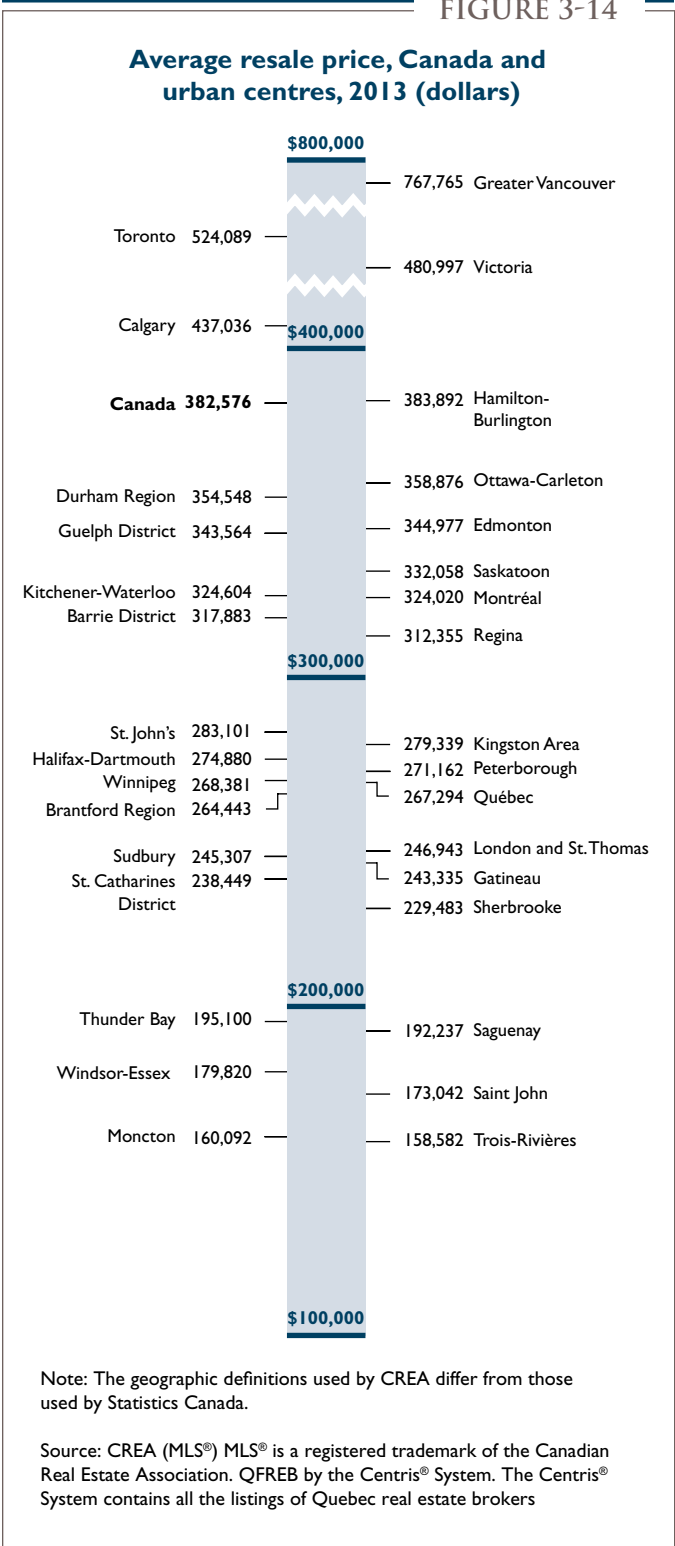 FIGURE 3-14
Average resale price, Canada and
urban centres, 2013 (dollars)
$800,000
767,765 Greater Vancouver
Toronto 524,089
480,997 Victoria
Calgary 437,036
$400,000
Canada 382,576
383,892 Hamilton-
Burlington
358,876 Ottawa-Carleton
Durham Region 354,548
344,977 Edmonton
Guelph District 343,564
332,058 Saskatoon
Kitchener-Waterloo 324,604
324,020 Montréal
Barrie District 317,883
312,355 Regina
$300,000
St. John's 283,101
279,339 Kingston Area
Halifax-Dartmouth 274,880
271,162 Peterborough
Winnipeg 268,381
267,294 Québec
Brantford Region 264,443
246,943 London and St. Thomas
Sudbury 245,307
243,335 Gatineau
St. Catharines 238,449
District
229,483 Sherbrooke
$200,000
Thunder Bay 195,100
192,237 Saguenay
Windsor-Essex 179,820
173,042 Saint John
Moncton 160,092
158,582 Trois-Rivières
$100,000
Note: The geographic definitions used by CREA differ from those
used by Statistics Canada.
Source: CREA (MLS®) MLS® is a registered trademark of the Canadian
Real Estate Association. QFREB by the Centris® System. The Centris®
System contains all the listings of Quebec real estate brokers